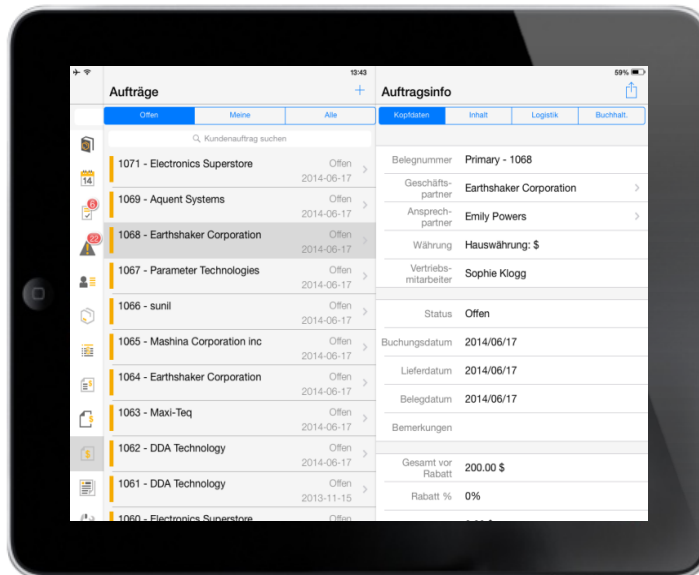 13:43
59%
Aufträge
+
Auftragsinfo
Offen
Meine
Alle
Kopfdaten
Inhalt
Logistik
Buchhalt.
Kundenauftrag suchen
14
6
22
1071 - Electronics Superstore
Offen
2014-06-17
1069 - Aquent Systems
Offen
2014-06-17
1068 - Earthshaker Corporation
Offen
2014-06-17
1067 - Parameter Technologies
Offen
2014-06-17
1066 - sunil
Offen
2014-06-17
1065 - Mashina Corporation inc
Offen
2014-06-17
1064 - Earthshaker Corporation
Offen
2014-06-17
1063 - Maxi-Teq
Offen
2014-06-17
1062 - DDA Technology
Offen
2014-06-17
1061 - DDA Technology
Offen
2013-11-15
1060 - Electronics Superstore
Offen
Belegnummer Primary - 1068
Geschäfts-
partner
Earthshaker Corporation
Ansprech-
partner
Emily Powers
Währung Hauswährung: $
Vertriebs-
mitarbeiter
Sophie Klogg
Status Offen
Buchungsdatum 2014/06/17
Lieferdatum 2014/06/17
Belegdatum 2014/06/17
Bemerkungen
Gesamt vor
Rabatt
200.00 $
Rabatt % 0%